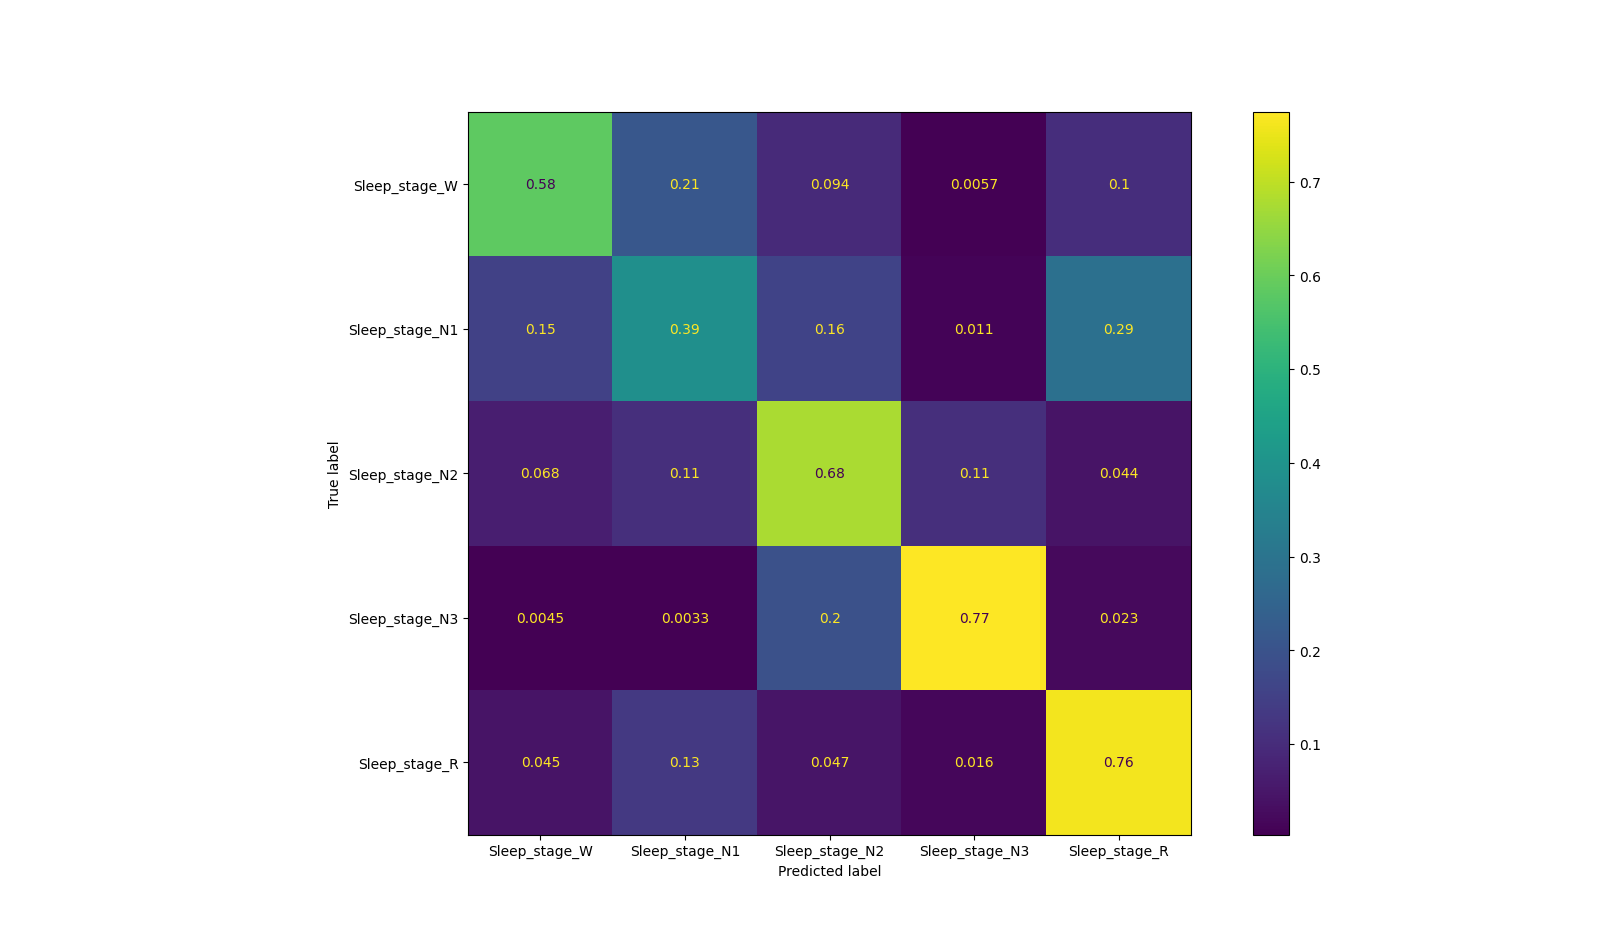 Sleep_stage_W 0.58 0.21 0.094 0.0057 0.1
Sleep_stage_N1 0.15 0.39 0.16 0.011 0.29
Sleep_stage_N2 0.068 0.11 0.68 0.11 0.044
Sleep_stage_N3 0.0045 0.0033 0.2 0.77 0.023
Sleep_stage_R 0.045 0.13 0.047 0.016 0.76
True label
Sleep_stage_W Sleep_stage_N1 Sleep_stage_N2 Sleep_stage_N3 Sleep_stage_R
Predicted label
0.7
0.6
0.5
0.4
0.3
0.2
0.1